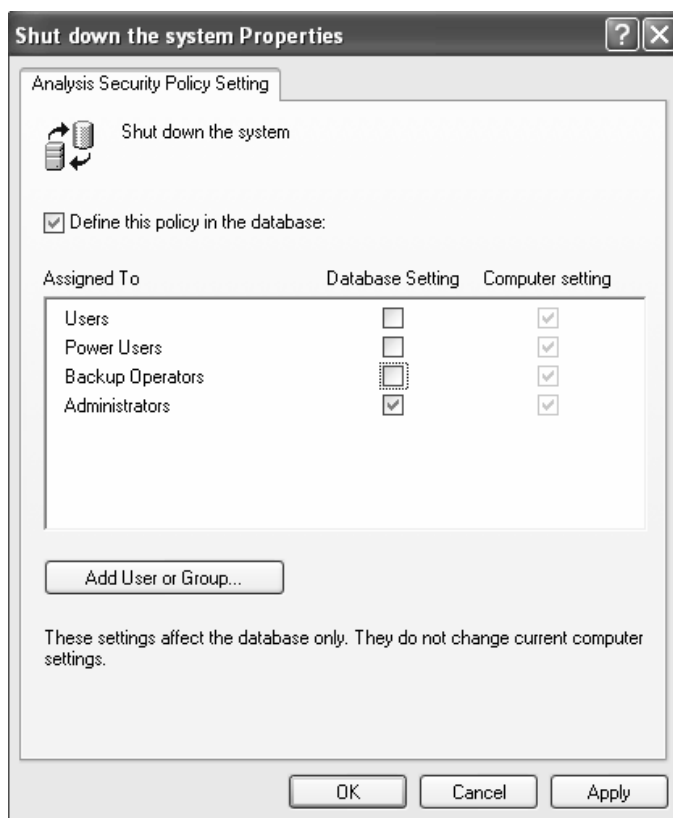 Shut down the system Properties
Analysis Security Policy Setting
Shut down the system
Define this policy in the database:
Assigned To Database Setting Computer setting
Users
Power Users
Backup Operators
Administrators
Add User or Group...
These settings affect the database only. They do not change current computer
settings.
OK Cancel Apply